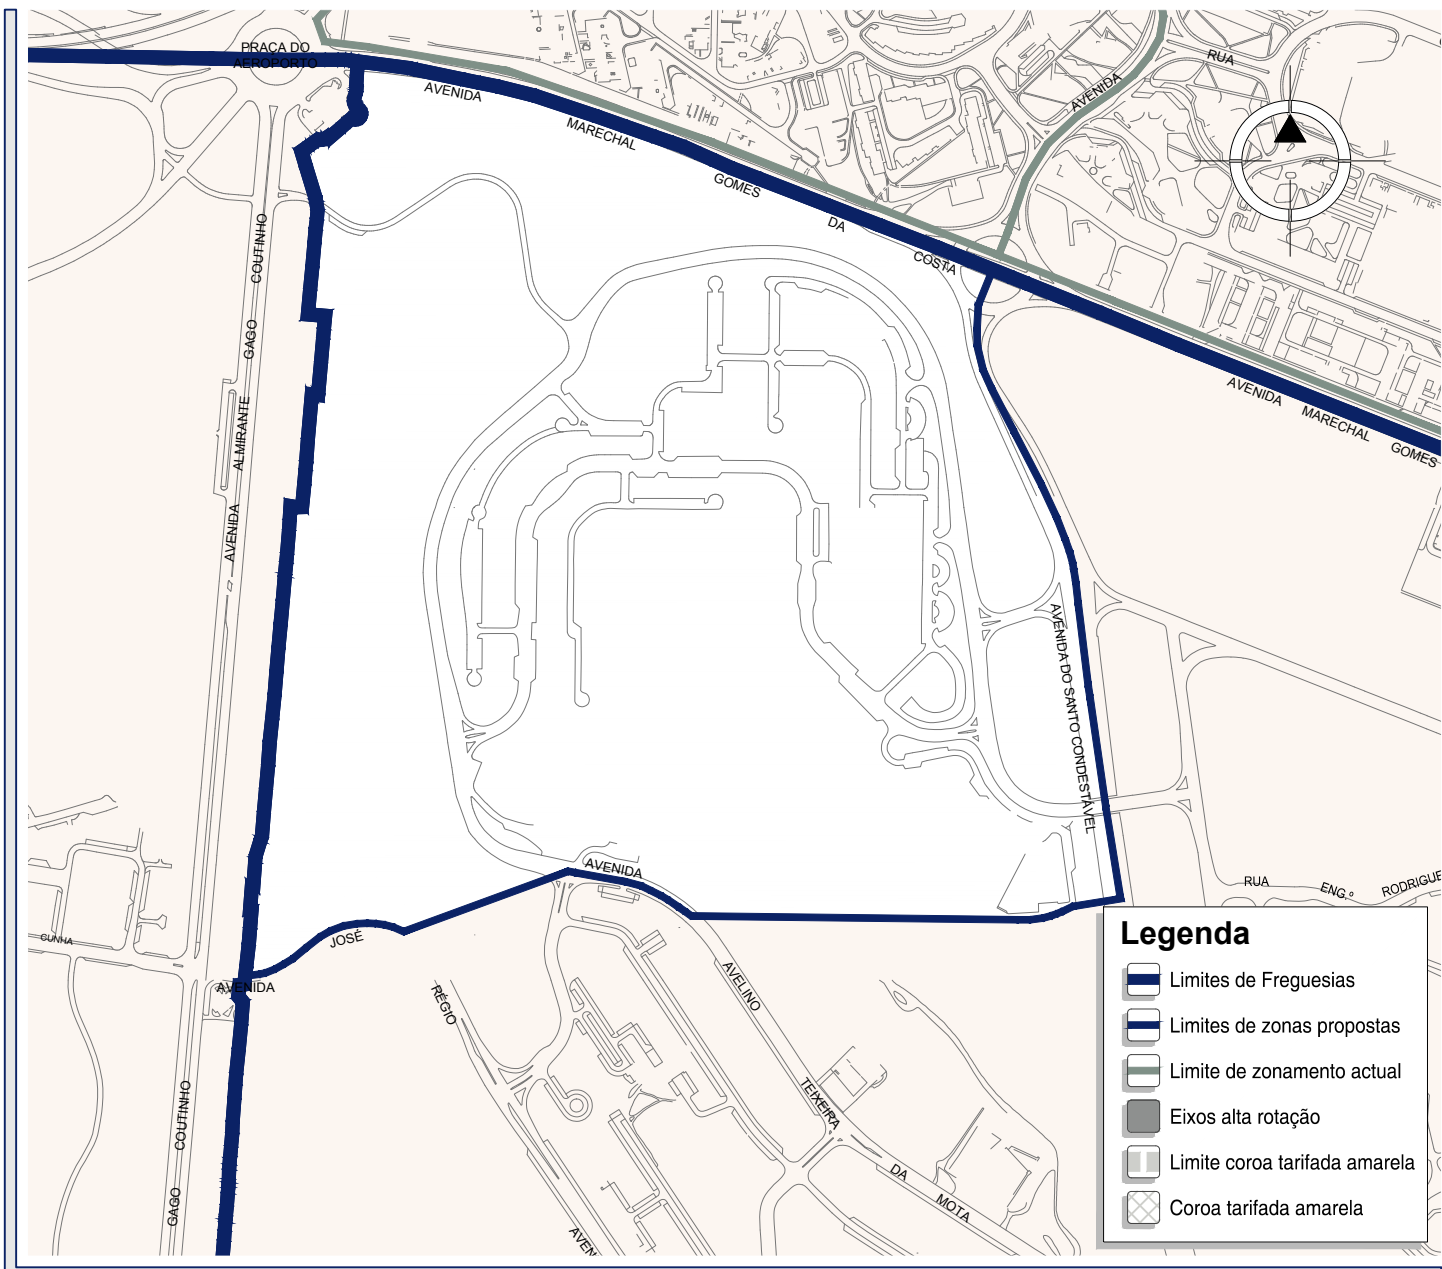 PRAÇA DO
AEROPORTO
AVENIDA
MARECHAL
GOMES
DA
COSTA
AVENIDA
MARECHAL
GOMES
AVENIDA
RUA
COUTINHO
GAGO
ALMIRANTE
AVENIDA
AVENIDA DO SANTO CONDESTÁVEL
AVENIDA
JOSÉ
AVENIDA
CUNHA
RÉGIO
AVELINO
TEIXEIRA
DA
MOTA
COUTINHO
GAGO
AVEN
RUA
ENG.º
RODRIGUE
Legenda
Limites de Freguesias
Limites de zonas propostas
Limite de zonamento actual
Eixos alta rotação
Limite coroa tarifada amarela
Coroa tarifada amarela